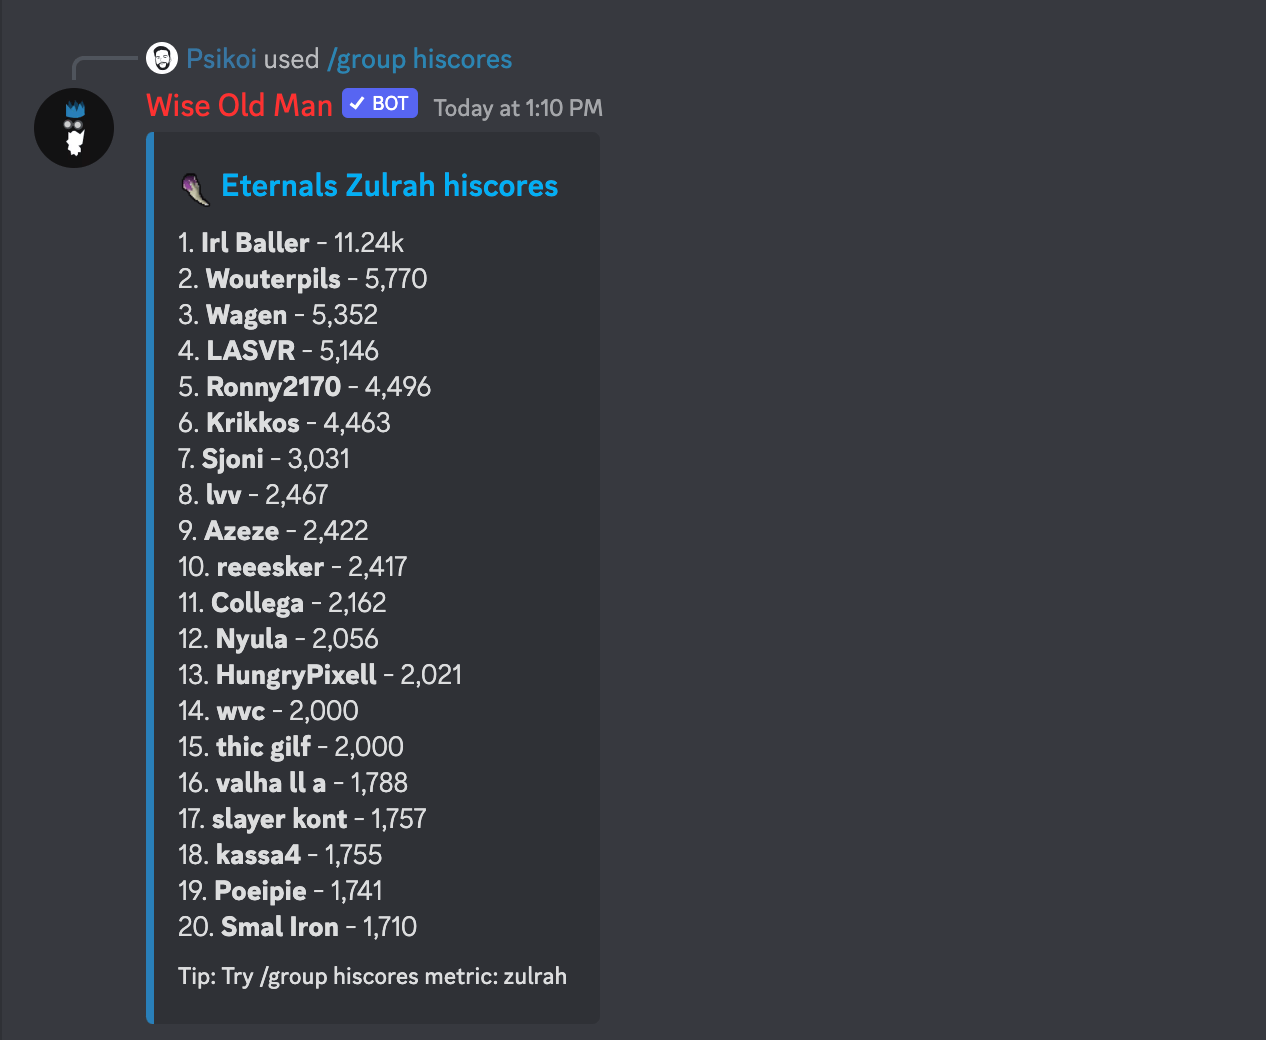 Psikoi used /group hiscores
Wise Old Man BOT Today at 1:10 PM
Eternals Zulrah hiscores
1. Irl Baller - 11.24k
2. Wouterpils - 5,770
3. Wagen - 5,352
4. LASVR - 5,146
5. Ronny2170 - 4,496
6. Krikkos - 4,463
7. Sjoni - 3,031
8. lvv - 2,467
9. Azeze - 2,422
10. reeesker - 2,417
11. Collega - 2,162
12. Nyula - 2,056
13. HungryPixell - 2,021
14. wvc - 2,000
15. thic gilf - 2,000
16. valha ll a - 1,788
17. slayer kont - 1,757
18. kassa4 - 1,755
19. Poeipie - 1,741
20. Smal Iron - 1,710
Tip: Try /group hiscores metric: zulrah